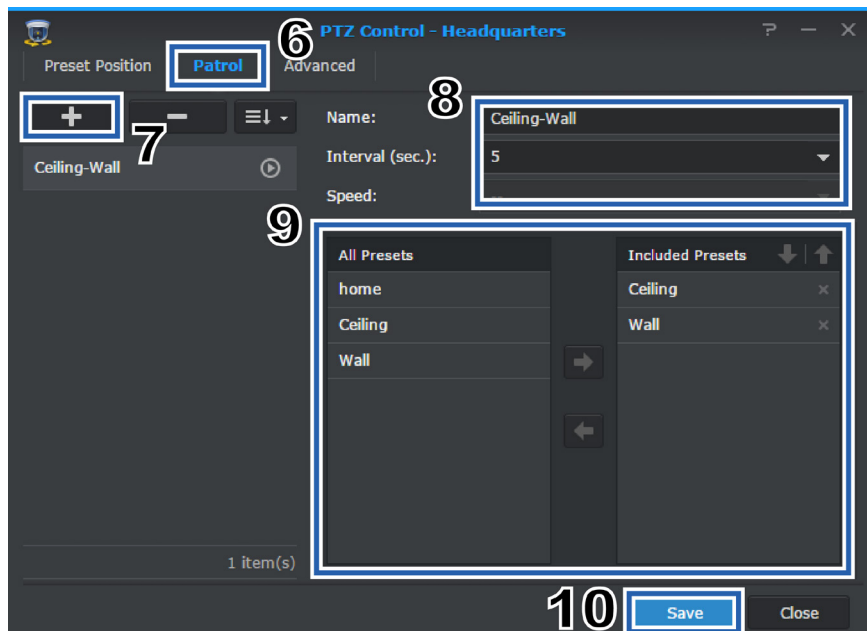 6 PTZ Control - Headquarters ? — X
Preset Position Patrol Advanced
+ — 7
8 Name: Ceiling-Wall
Ceiling-Wall
Interval (sec.): 5
Speed:
1 item(s)
9
All Presets
home
Ceiling
Wall
Included Presets
Ceiling ×
Wall ×
10 Save Close